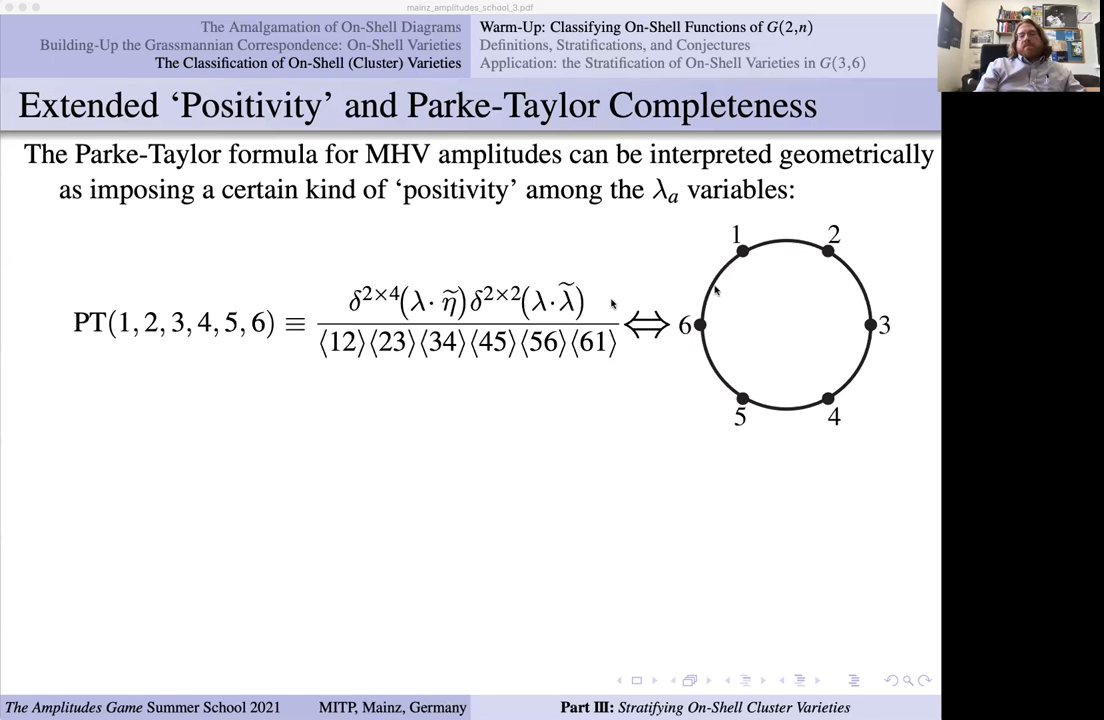 mainz_amplitudes_school_3.pdf
The Amalgamation of On-Shell Diagrams
Building-Up the Grassmannian Correspondence: On-Shell Varieties
The Classification of On-Shell (Cluster) Varieties
Warm-Up: Classifying On-Shell Functions of G(2,n)
Definitions, Stratifications, and Conjectures
Application: the Stratification of On-Shell Varieties in G(3,6)
Extended ‘Positivity’ and Parke-Taylor Completeness
The Parke-Taylor formula for MHV amplitudes can be interpreted geometrically
as imposing a certain kind of ‘positivity’ among the λₐ variables:
PT(1, 2, 3, 4, 5, 6) ≡ δ^{2×4}(λ·η̃)δ^{2×2}(λ·λ̃) / ⟨12⟩⟨23⟩⟨34⟩⟨45⟩⟨56⟩⟨61⟩ ⟺
1
2
6
3
5
4
The Amplitudes Game Summer School 2021
MITP, Mainz, Germany
Part III: Stratifying On-Shell Cluster Varieties